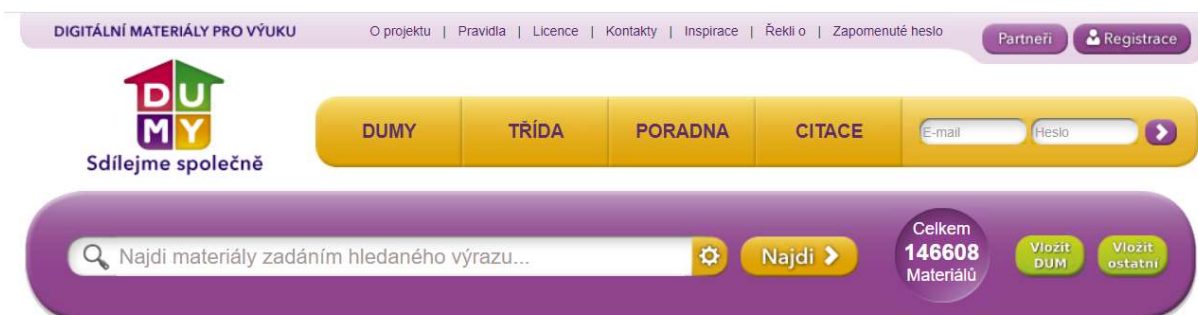 DIGITÁLNÍ MATERIÁLY PRO VÝUKU
O projektu | Pravidla | Licence | Kontakty | Inspirace | Řekli o | Zapomenuté heslo
Partneři
Registrace
DU
MY
Sdílejme společně
DUMY
TŘÍDA
PORADNA
CITACE
E-mail
Heslo
Najdi materiály zadáním hledaného výrazu...
Najdi
Celkem
146608
Materiálů
Vložit
DUM
Vložit
ostatní